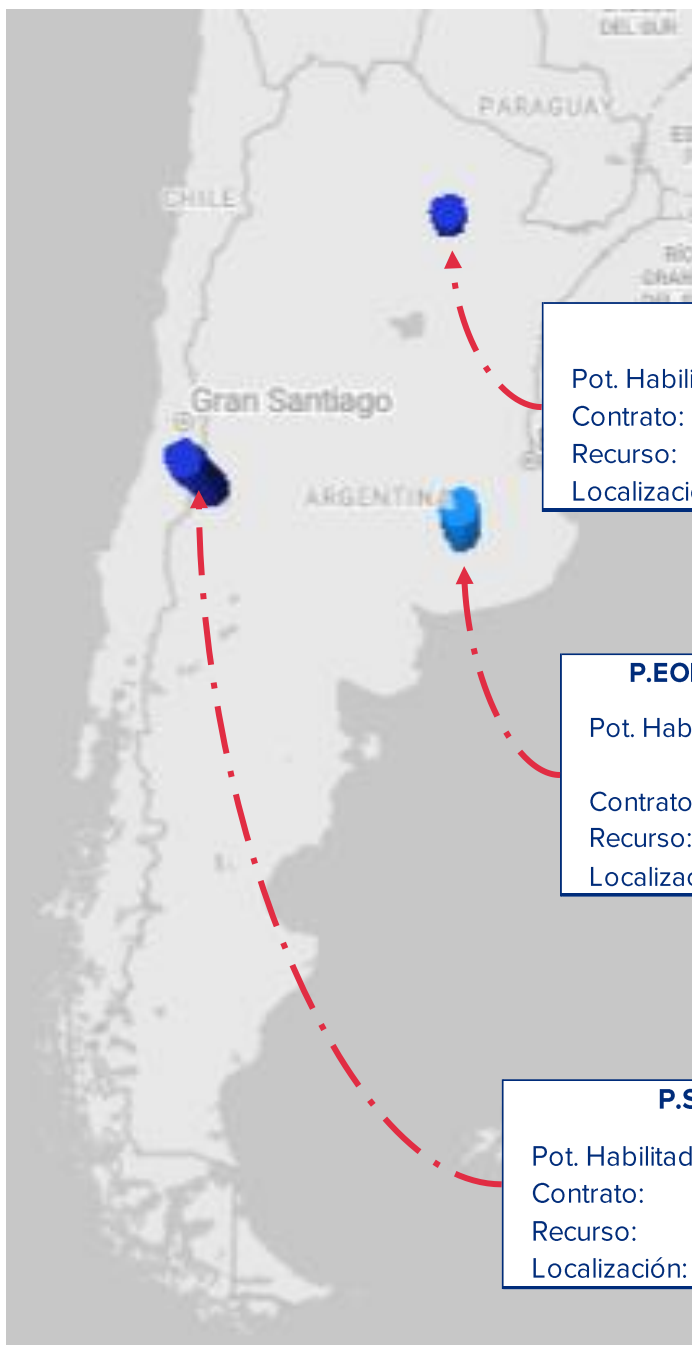 DEL SUR
PARAGUAY
CHILE
Gran Santiago
ARGENTINA
Pot. Habili
Contrato:
Recurso:
Localizaci
P.EO
Pot. Hab
Contrato
Recurso:
Localizac
P.S
Pot. Habilitad
Contrato:
Recurso:
Localización: